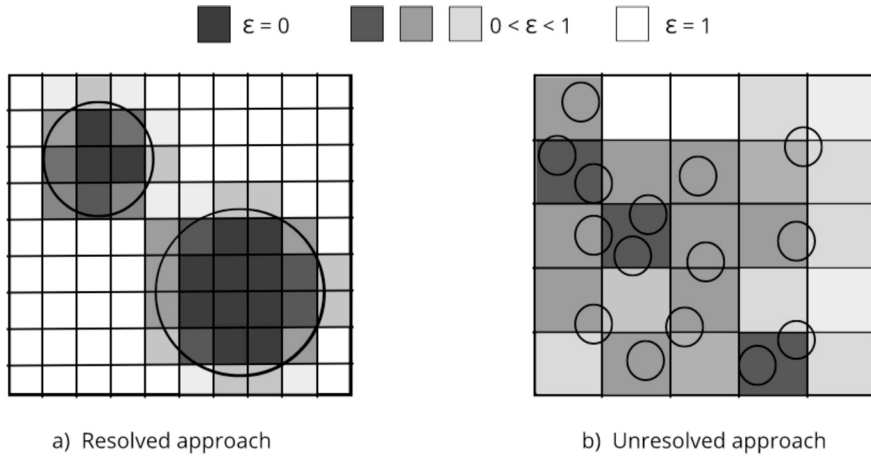 ε = 0 0 < ε < 1 ε = 1
a) Resolved approach b) Unresolved approach